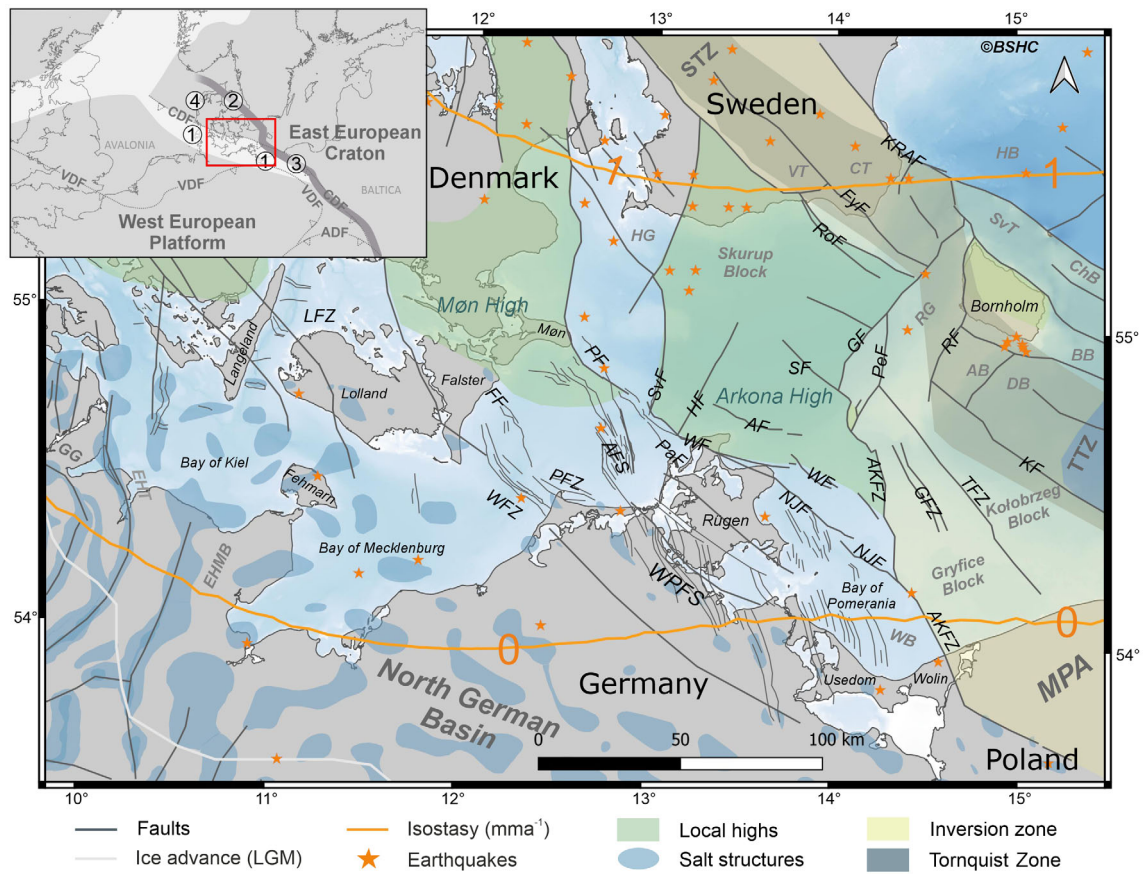 12°
13°
14°
15°
©BSHC
STZ
Sweden
④
②
CDF
①
East European
Craton
AVALONIA
①
③
VDF
VDF
BALTICA
VDF
CDF
West European
Platform
ADF
KRAF
HB
Denmark
1
VT
CT
1
FyF
SvT
HG
RoF
Skurup
Block
ChB
55°
Møn High
LFZ
Bornholm
RG
Møn
GF
RF
55°
Langeland
PF
PeF
BB
SvF
SF
AB
DB
Lolland
Falster
FF
HF
Arkona High
AF
TTZ
GG
Bay of Kiel
EHT
AFS
PaF
WF
WF
KF
Fehmarn
WFZ
PFZ
AKFZ
GFZ
TFZ
Kołobrzeg
Block
Rügen
NJF
Bay of Mecklenburg
EHMB
NJF
WPFS
Gryfice
Block
Bay of
Pomerania
54°
WB
AKFZ
0
0
54°
North German
Basin
Germany
Usedom
Wolin
MPA
0
50
100 km
Poland
10°
11°
12°
13°
14°
15°
Faults
Isostasy (mma⁻¹)
Local highs
Inversion zone
Ice advance (LGM)
Earthquakes
Salt structures
Tornquist Zone